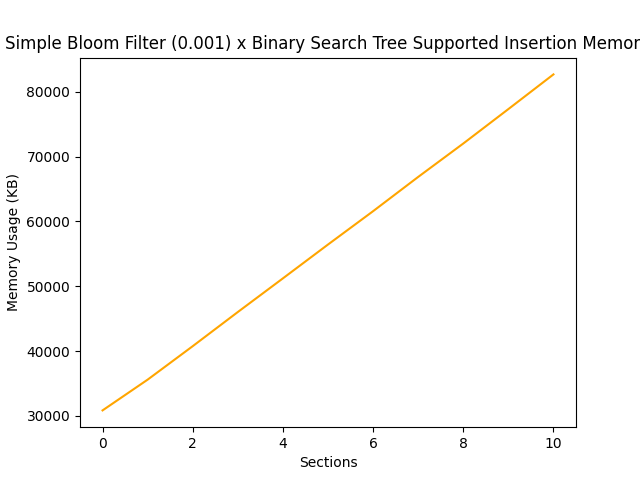 Simple Bloom Filter (0.001) x Binary Search Tree Supported Insertion Memor
80000
70000
60000
50000
40000
30000
Memory Usage (KB)
0 2 4 6 8 10
Sections